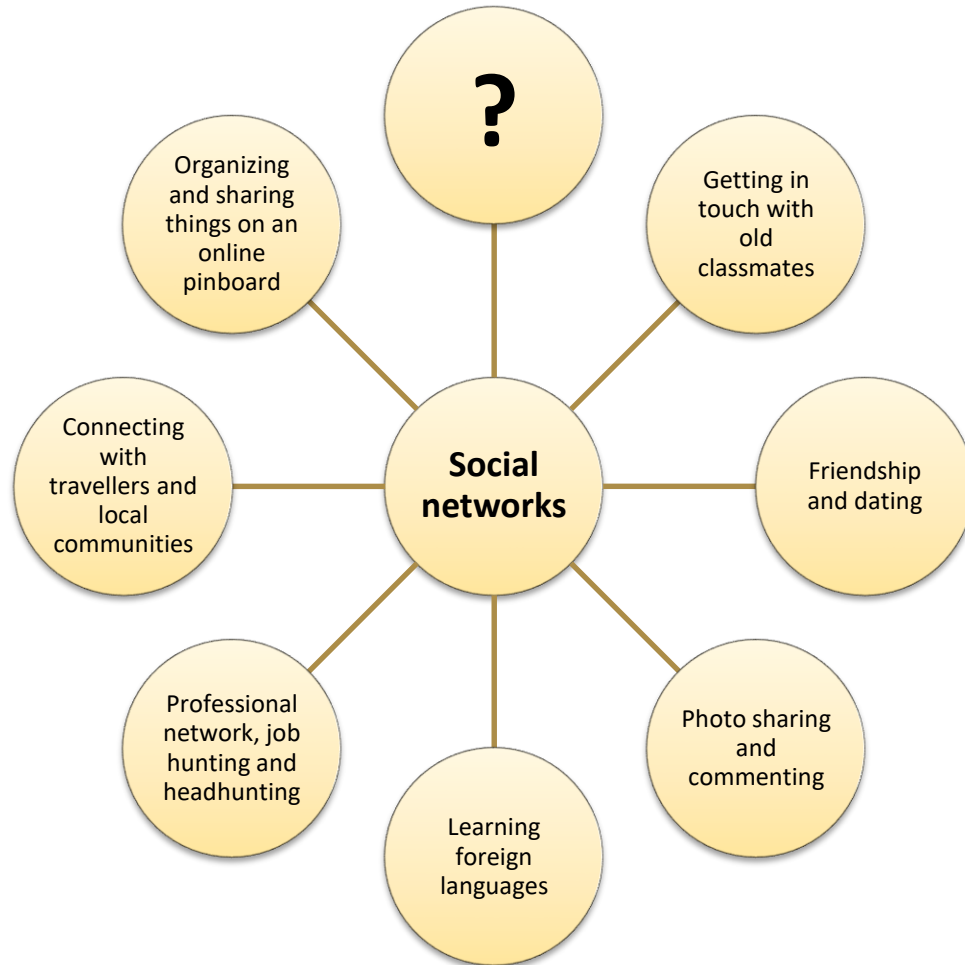 ?
Getting in
touch with
old
classmates
Friendship
and dating
Photo sharing
and
commenting
Learning
foreign
languages
Professional
network, job
hunting and
headhunting
Connecting
with
travellers and
local
communities
Organizing
and sharing
things on an
online
pinboard
Social
networks